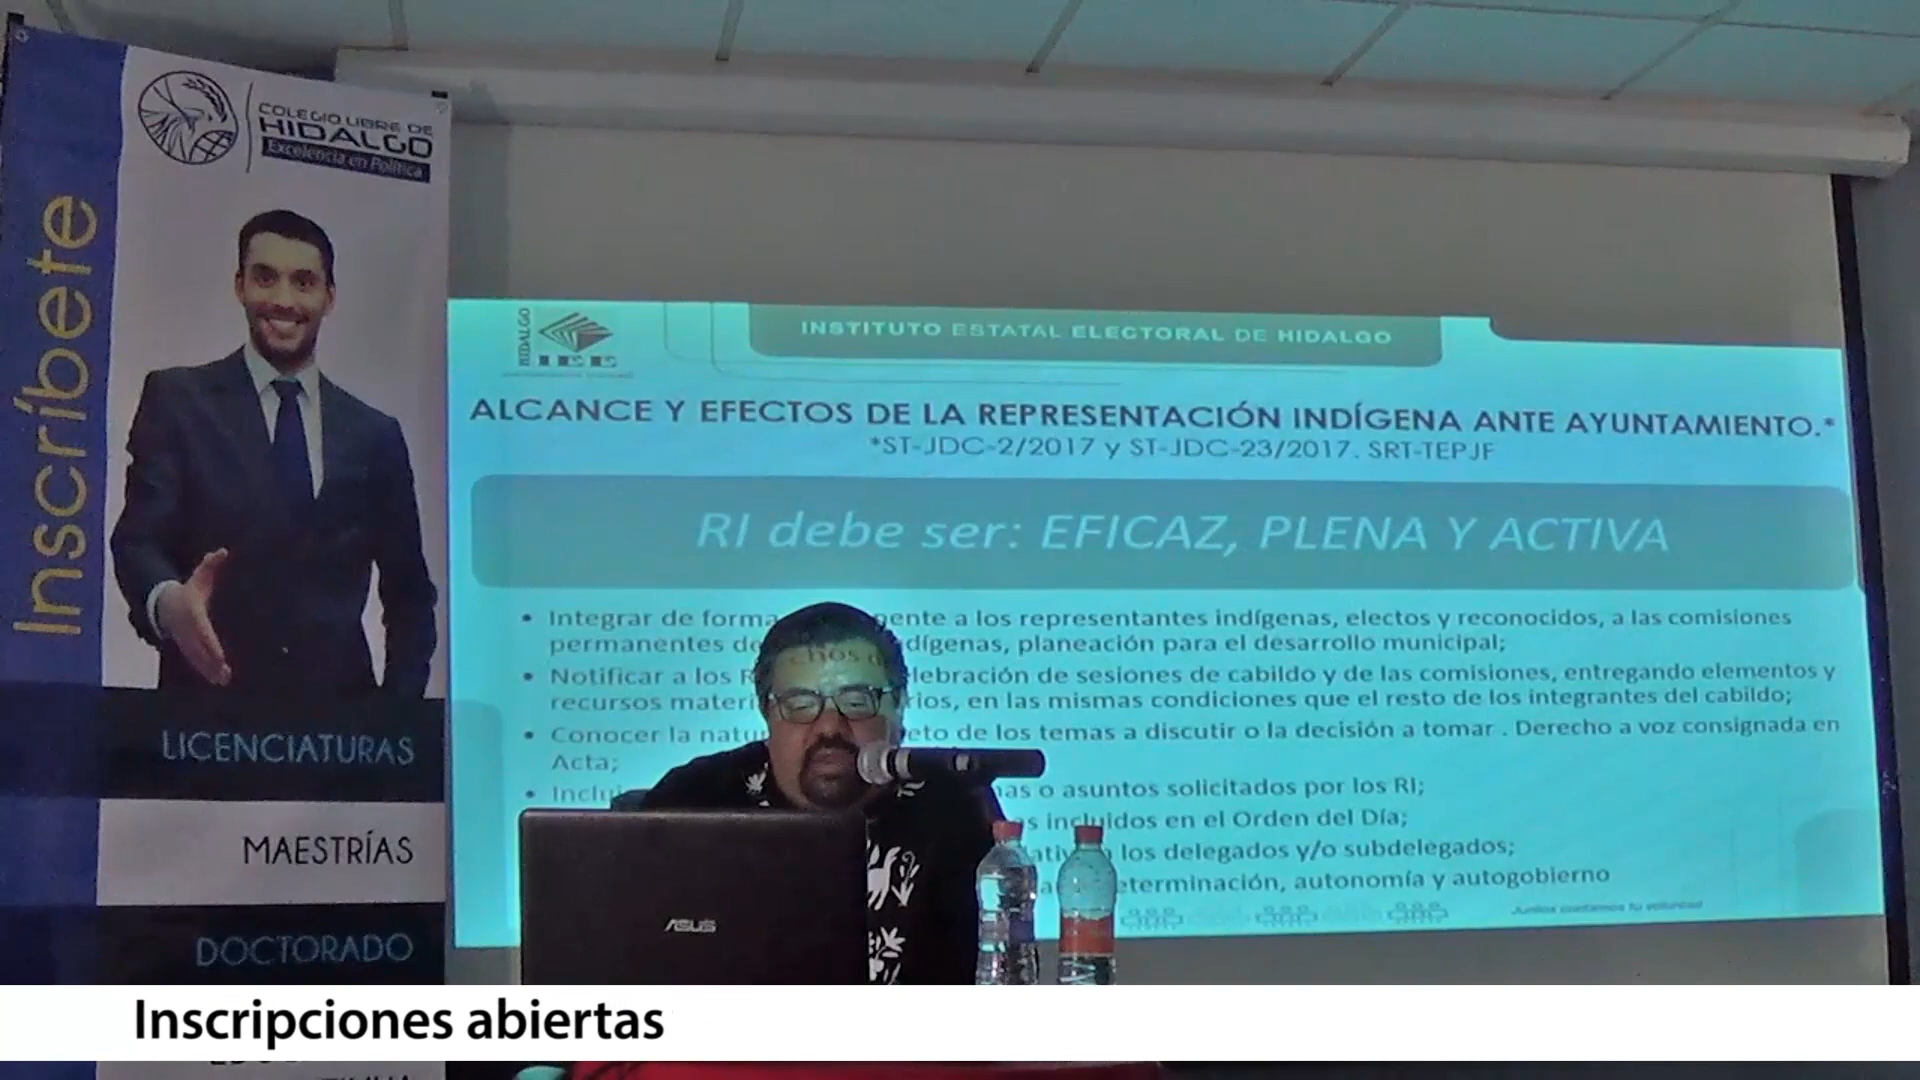 Inscríbete
COLEGIO LIBRE DE
HIDALGO
Excelencia en Política
LICENCIATURAS
MAESTRÍAS
DOCTORADO
HIDALGO
IEE
INSTITUTO ESTATAL ELECTORAL DE HIDALGO
ALCANCE Y EFECTOS DE LA REPRESENTACIÓN INDÍGENA ANTE AYUNTAMIENTO.*
*ST-JDC-2/2017 y ST-JDC-23/2017. SRT-TEPJF
RI debe ser: EFICAZ, PLENA Y ACTIVA
• Integrar de forma a los representantes indígenas, electos y reconocidos, a las comisiones
permanentes planeación para el desarrollo municipal;
• Notificar a los de sesiones de cabildo y de las comisiones, entregando elementos y
recursos en las mismas condiciones que el resto de los integrantes del cabildo;
• Conocer la de los temas a discutir o la decisión a tomar . Derecho a voz consignada en
Acta;
• o asuntos solicitados por los RI;
incluidos en el Orden del Día;
los delegados y/o subdelegados;
autonomía y autogobierno
Juntos contamos tu voluntad
ASUS
Inscripciones abiertas